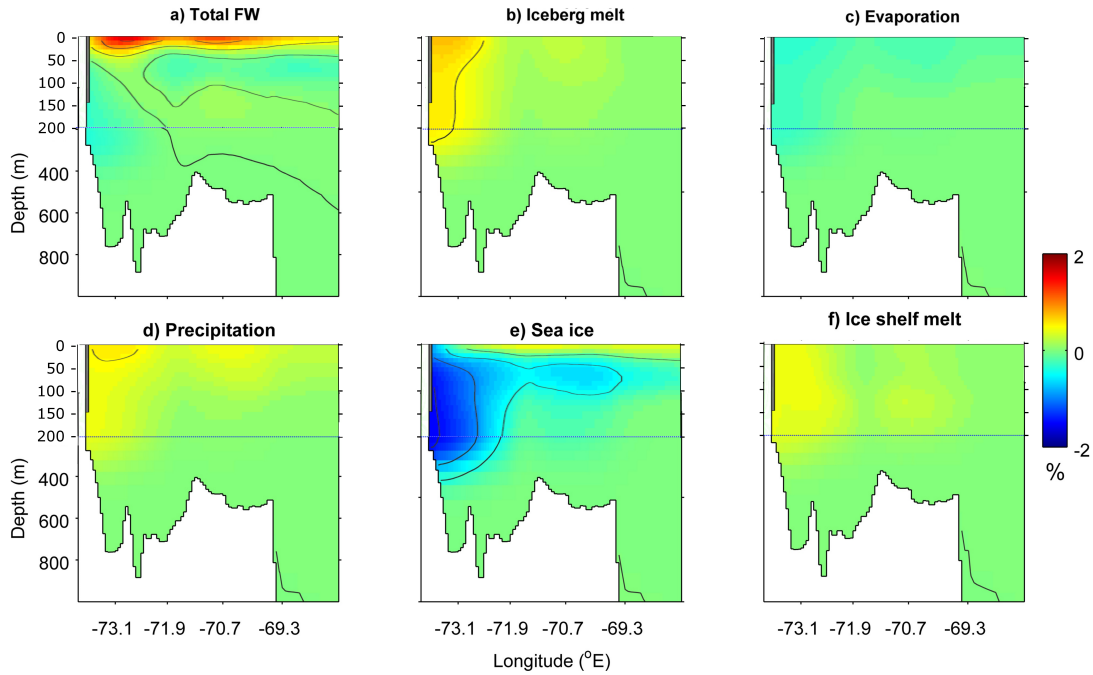 a) Total FW
b) Iceberg melt
c) Evaporation
0
50
100
150
200
400
600
800
Depth (m)
2
0
-2
%
d) Precipitation
e) Sea ice
f) Ice shelf melt
0
50
100
150
200
400
600
800
Depth (m)
-73.1 -71.9 -70.7 -69.3
-73.1 -71.9 -70.7 -69.3
-73.1 -71.9 -70.7 -69.3
Longitude (°E)